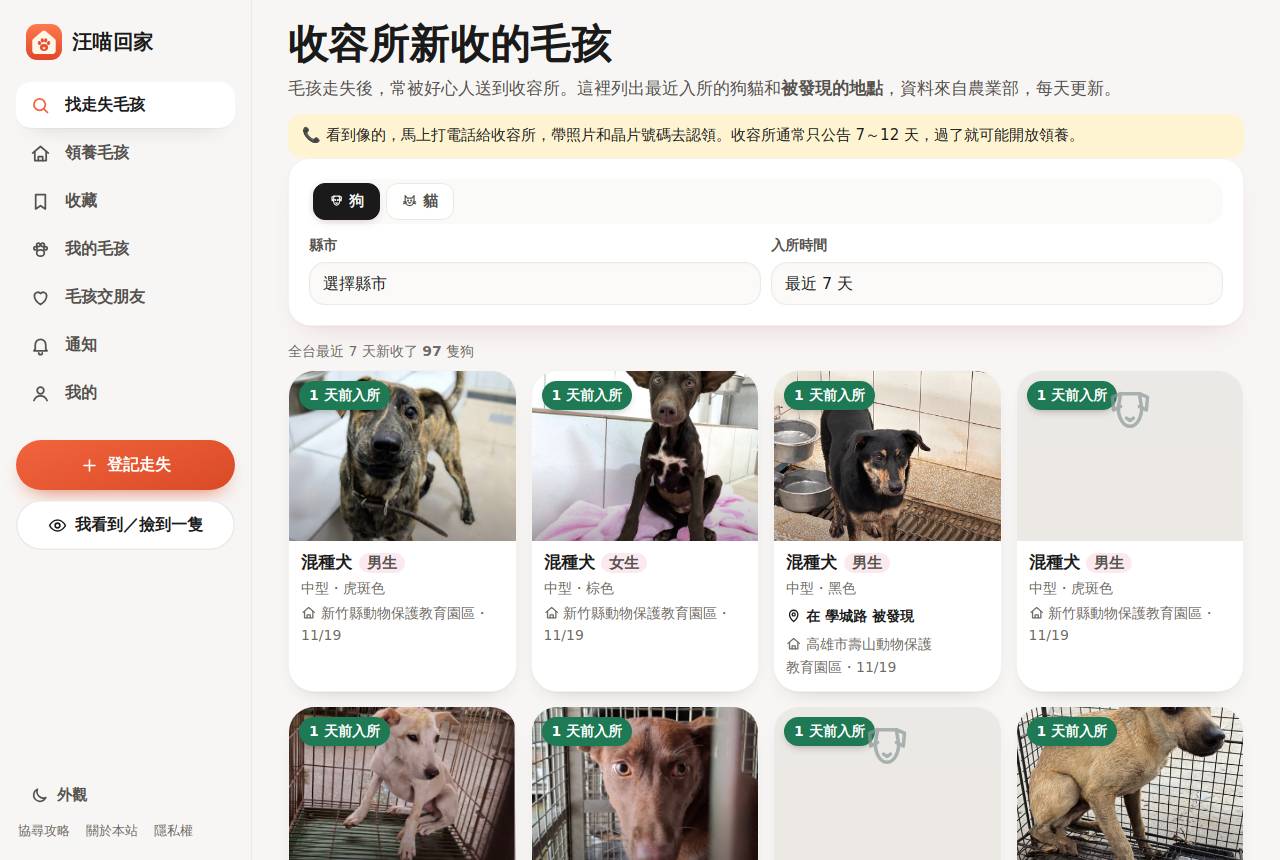 汪喵回家
找走失毛孩
領養毛孩
收藏
我的毛孩
毛孩交朋友
通知
我的
登記走失
我看到／撿到一隻
外觀
協尋攻略 關於本站 隱私權
收容所新收的毛孩
毛孩走失後，常被好心人送到收容所。這裡列出最近入所的狗貓和被發現的地點，資料來自農業部，每天更新。
📞 看到像的，馬上打電話給收容所，帶照片和晶片號碼去認領。收容所通常只公告 7～12 天，過了就可能開放領養。
狗 貓
縣市
選擇縣市
入所時間
最近 7 天
全台最近 7 天新收了 97 隻狗
1 天前入所
混種犬 男生
中型・虎斑色
新竹縣動物保護教育園區・
11/19
1 天前入所
混種犬 女生
中型・棕色
新竹縣動物保護教育園區・
11/19
1 天前入所
混種犬 男生
中型・黑色
在 學城路 被發現
高雄市壽山動物保護
教育園區・11/19
1 天前入所
混種犬 男生
中型・虎斑色
新竹縣動物保護教育園區・
11/19
1 天前入所
1 天前入所
1 天前入所
1 天前入所